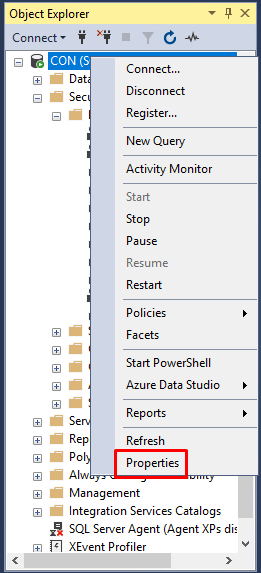 Object Explorer
Connect
CON (S
Connect...
Data
Disconnect
Secu
Register...
New Query
Activity Monitor
Start
Stop
Pause
Resume
Restart
Policies
Facets
Start PowerShell
Azure Data Studio
Reports
Serv
Rep
Refresh
Poly
Properties
Always
bility
Management
Integration Services Catalogs
SQL Server Agent (Agent XPs dis
XEvent Profiler